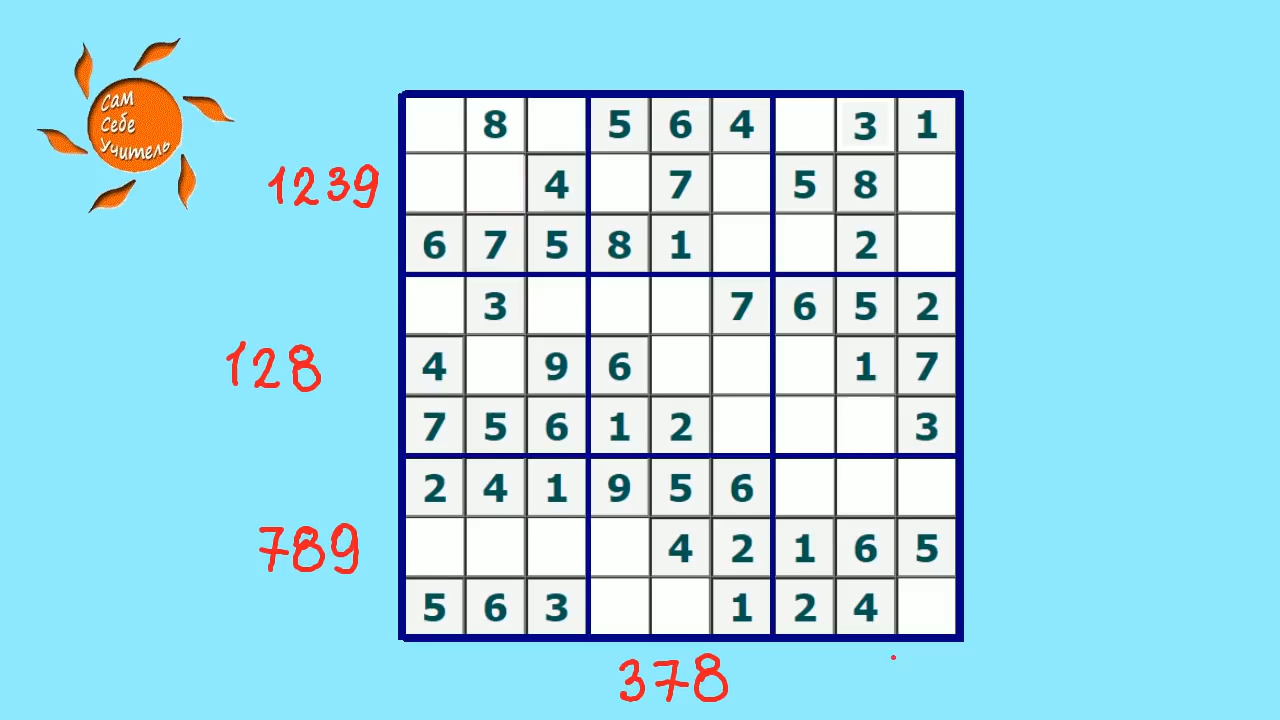 Сам
Себе
Учитель
8 5 6 4 3 1
1239
4 7 5 8
6 7 5 8 1 2
3 7 6 5 2
128
4 9 6 1 7
7 5 6 1 2 3
2 4 1 9 5 6
789
4 2 1 6 5
5 6 3 1 2 4
378